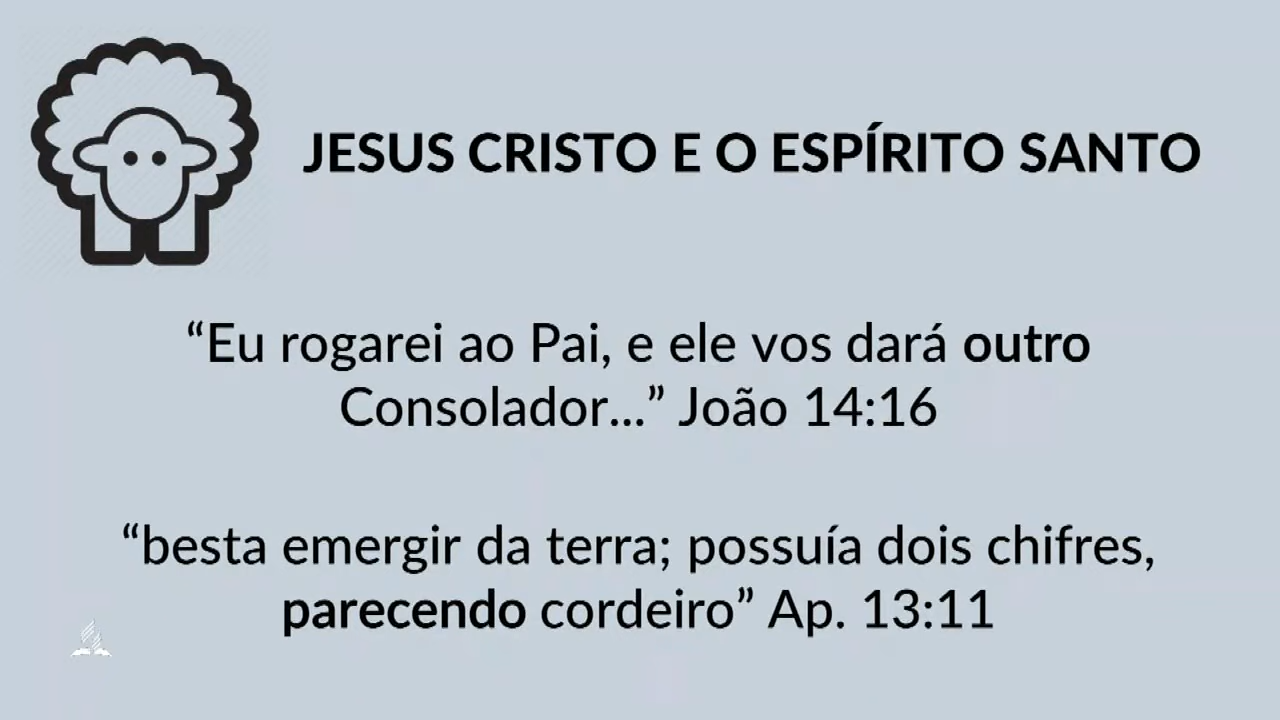 JESUS CRISTO E O ESPÍRITO SANTO
“Eu rogarei ao Pai, e ele vos dará outro
Consolador...” João 14:16
“besta emergir da terra; possuía dois chifres,
parecendo cordeiro” Ap. 13:11